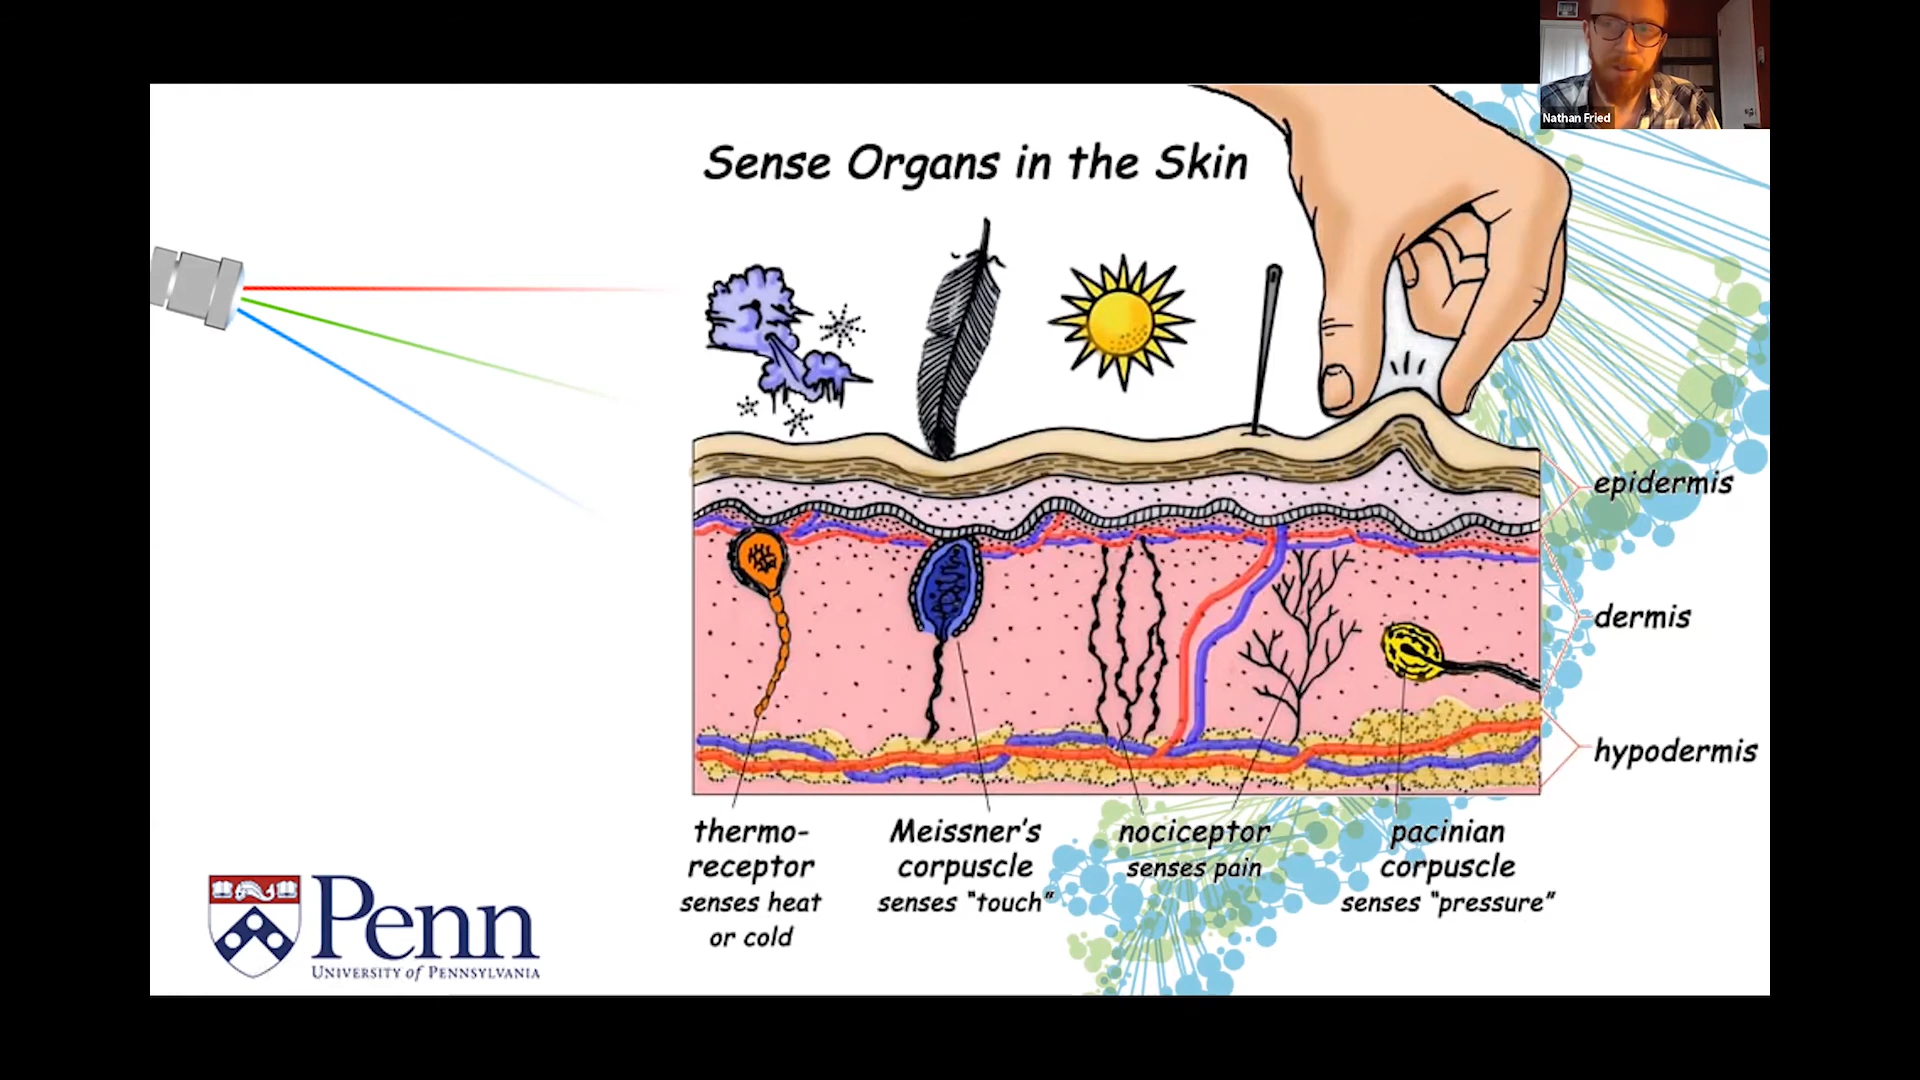 Nathan Fried
Sense Organs in the Skin
epidermis
dermis
hypodermis
thermo-
receptor
senses heat
or cold
Meissner's
corpuscle
senses "touch"
nociceptor
senses pain
pacinian
corpuscle
senses "pressure"
Penn
UNIVERSITY of PENNSYLVANIA